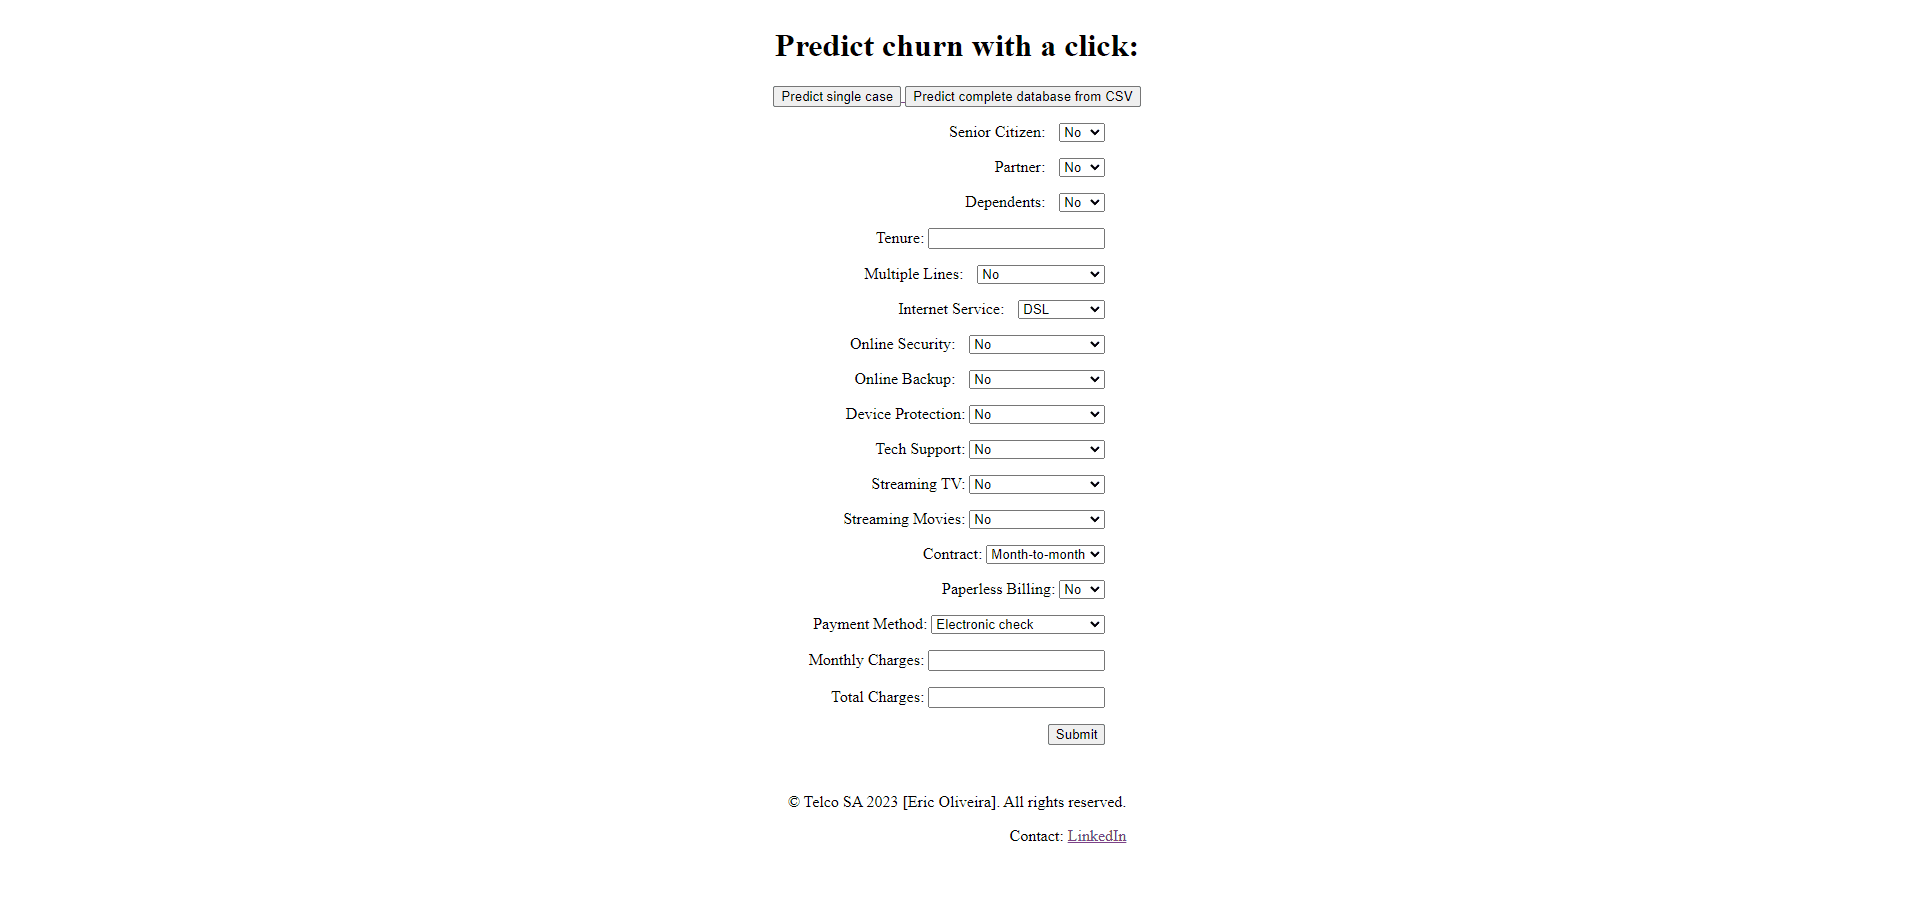 Predict churn with a click:
Predict single case Predict complete database from CSV
Senior Citizen: No
Partner: No
Dependents: No
Tenure:
Multiple Lines: No
Internet Service: DSL
Online Security: No
Online Backup: No
Device Protection: No
Tech Support: No
Streaming TV: No
Streaming Movies: No
Contract: Month-to-month
Paperless Billing: No
Payment Method: Electronic check
Monthly Charges:
Total Charges:
Submit
© Telco SA 2023 [Eric Oliveira]. All rights reserved.
Contact: LinkedIn